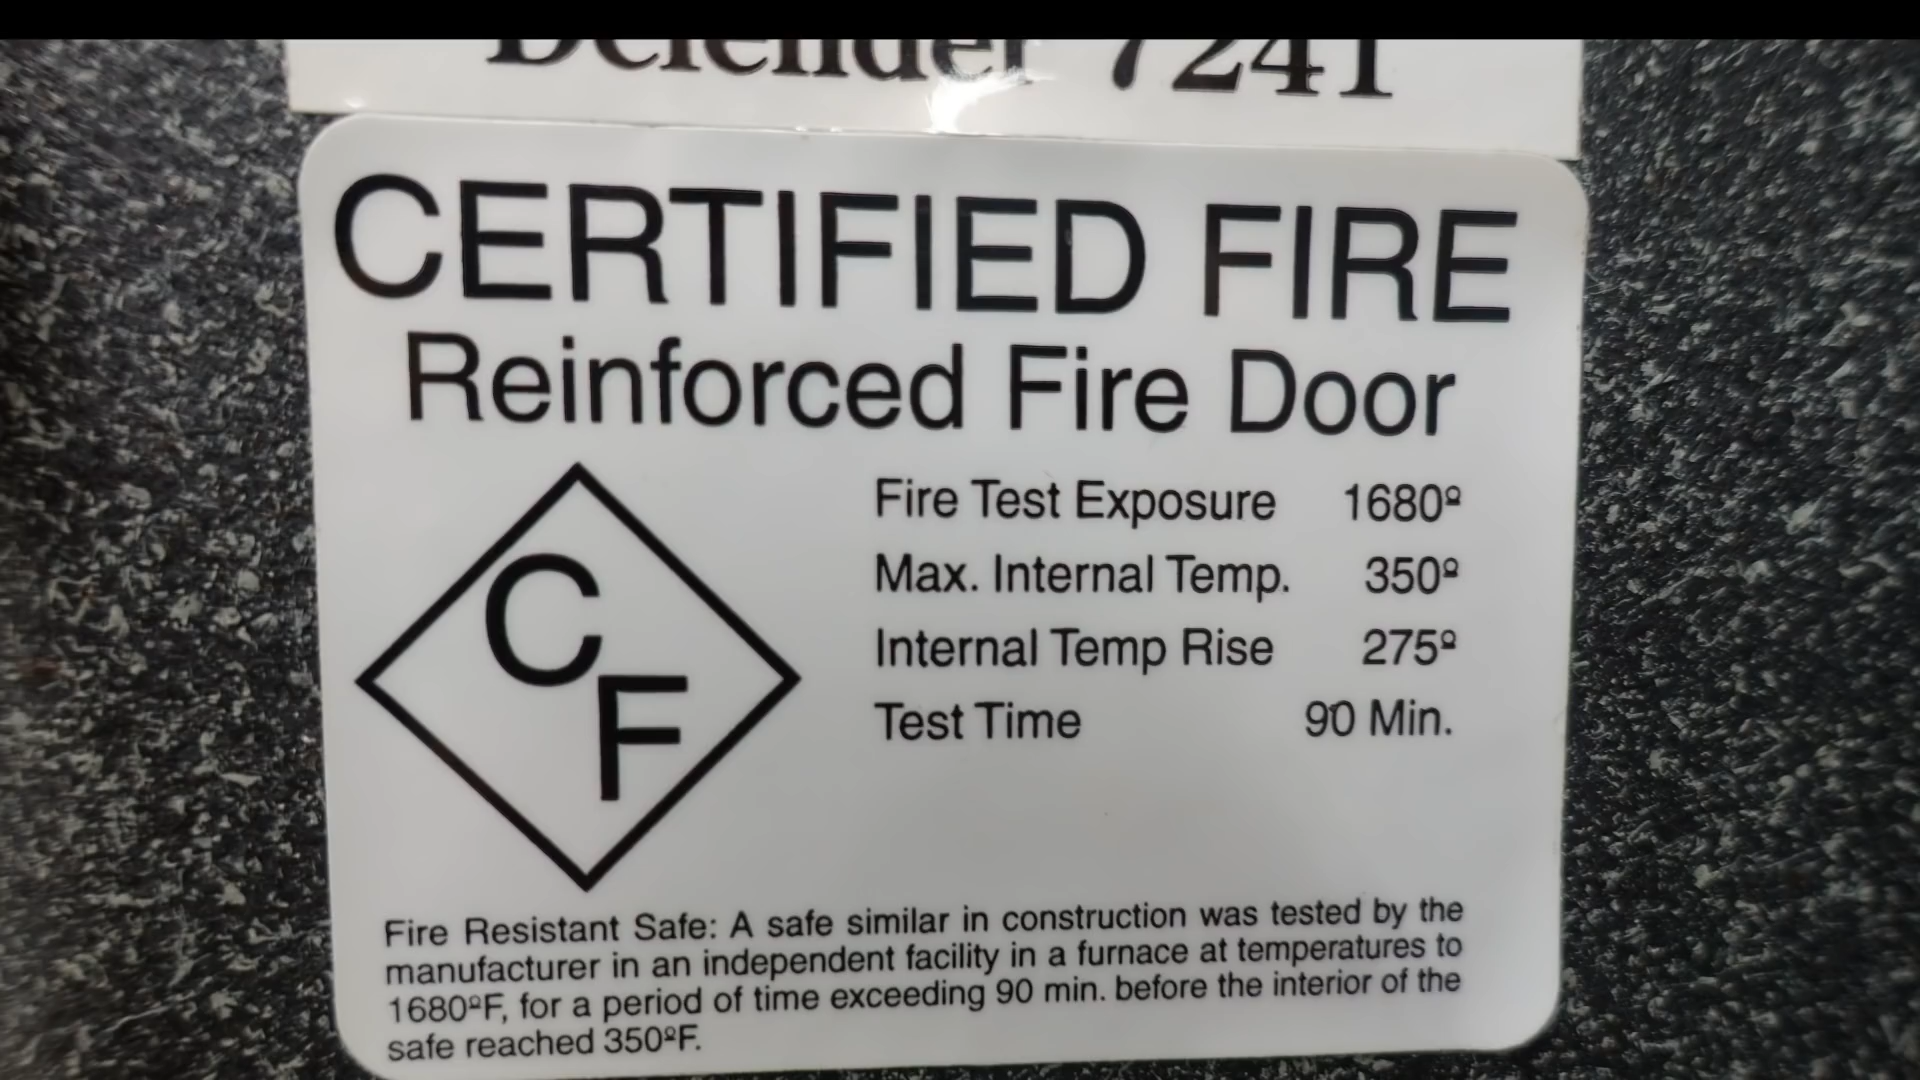 Defender 7241
CERTIFIED FIRE
Reinforced Fire Door
C
F
Fire Test Exposure 1680º
Max. Internal Temp. 350º
Internal Temp Rise 275º
Test Time 90 Min.
Fire Resistant Safe: A safe similar in construction was tested by the
manufacturer in an independent facility in a furnace at temperatures to
1680ºF, for a period of time exceeding 90 min. before the interior of the
safe reached 350ºF.